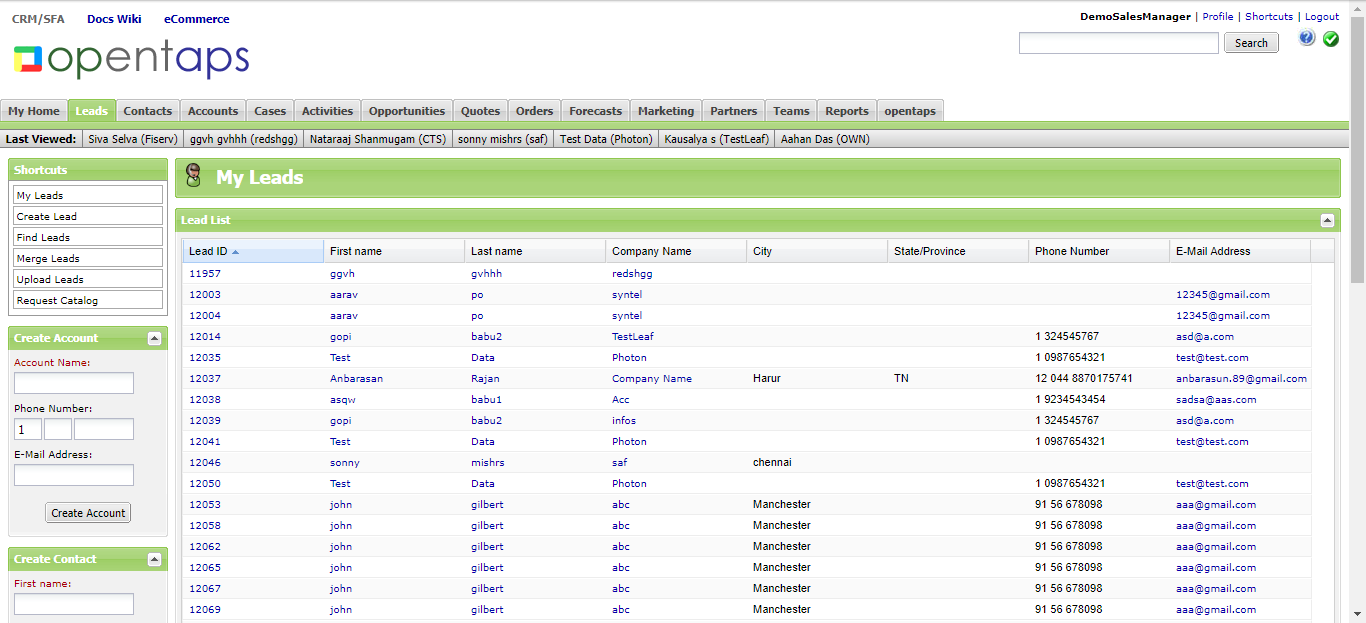 CRM/SFA Docs Wiki eCommerce
DemoSalesManager | Profile | Shortcuts | Logout
opentaps
Search
My Home Leads Contacts Accounts Cases Activities Opportunities Quotes Orders Forecasts Marketing Partners Teams Reports opentaps
Last Viewed: Siva Selva (Fiserv) ggvh gvhhh (redshgg) Nataraaj Shanmugam (CTS) sonny mishrs (saf) Test Data (Photon) Kausalya s (TestLeaf) Aahan Das (OWN)
Shortcuts
My Leads
Create Lead
Find Leads
Merge Leads
Upload Leads
Request Catalog
Create Account
Account Name:
Phone Number:
1
E-Mail Address:
Create Account
Create Contact
First name:
My Leads
Lead List
Lead ID First name Last name Company Name City State/Province Phone Number E-Mail Address
11957 ggvh gvhhh redshgg
12003 aarav po syntel 12345@gmail.com
12004 aarav po syntel 12345@gmail.com
12014 gopi babu2 TestLeaf 1 324545767 asd@a.com
12035 Test Data Photon 1 0987654321 test@test.com
12037 Anbarasan Rajan Company Name Harur TN 12 044 8870175741 anbarasun.89@gmail.com
12038 asqw babu1 Acc 1 9234543454 sadsa@aas.com
12039 gopi babu2 infos 1 324545767 asd@a.com
12041 Test Data Photon 1 0987654321 test@test.com
12046 sonny mishrs saf chennai
12050 Test Data Photon 1 0987654321 test@test.com
12053 john gilbert abc Manchester 91 56 678098 aaa@gmail.com
12058 john gilbert abc Manchester 91 56 678098 aaa@gmail.com
12062 john gilbert abc Manchester 91 56 678098 aaa@gmail.com
12065 john gilbert abc Manchester 91 56 678098 aaa@gmail.com
12067 john gilbert abc Manchester 91 56 678098 aaa@gmail.com
12069 john gilbert abc Manchester 91 56 678098 aaa@gmail.com